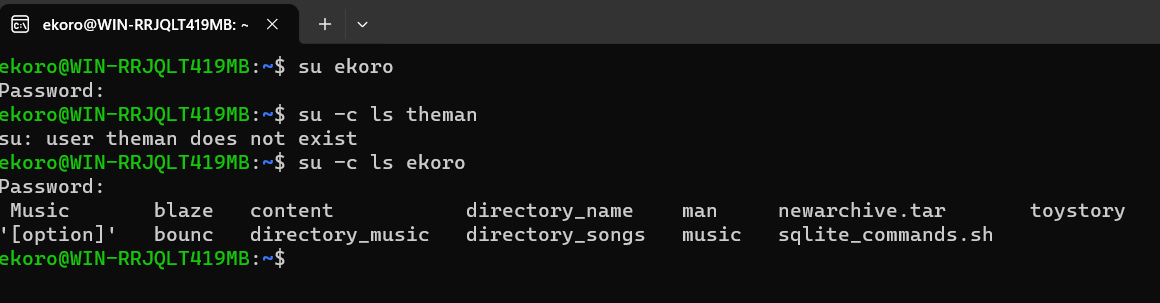 ekoro@WIN-RRJQLT419MB: ~
ekoro@WIN-RRJQLT419MB:~$ su ekoro
Password:
ekoro@WIN-RRJQLT419MB:~$ su -c ls theman
su: user theman does not exist
ekoro@WIN-RRJQLT419MB:~$ su -c ls ekoro
Password:
 Music       blaze   content           directory_name    man     newarchive.tar       toystory
'[option]'   bounc   directory_music   directory_songs   music   sqlite_commands.sh
ekoro@WIN-RRJQLT419MB:~$